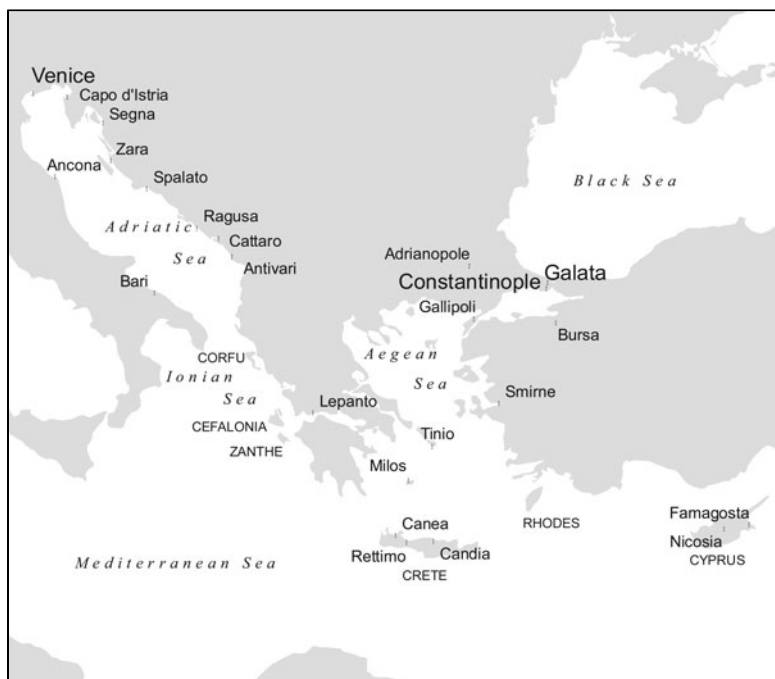 Venice
Capo d'Istria
Segna
Zara
Ancona
Spalato
Black Sea
Ragusa
Adriatic
Sea
Cattaro
Antivari
Adrianopole
Constantinople
Galata
Bari
Gallipoli
Bursa
CORFU
Aegean
Sea
Ionian
Sea
Lepanto
Smirne
CEFALONIA
Tinio
ZANTHE
Milos
Famagosta
RHODES
Canea
Nicosia
Rettimo
Candia
CYPRUS
Mediterranean Sea
CRETE